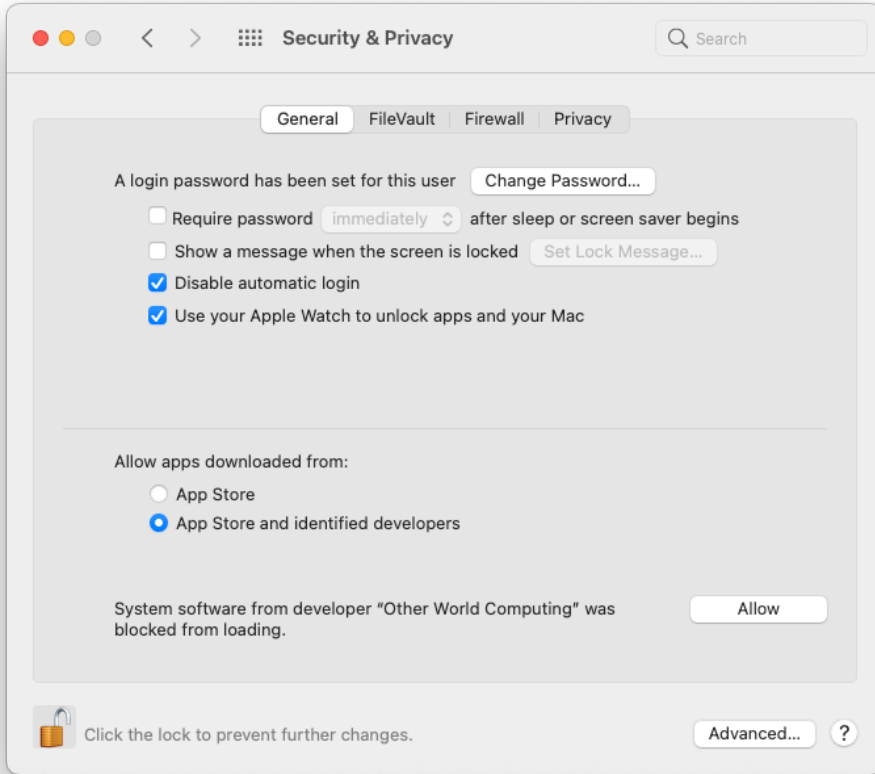 Security & Privacy
Search
General FileVault Firewall Privacy
A login password has been set for this user Change Password...
Require password immediately after sleep or screen saver begins
Show a message when the screen is locked Set Lock Message...
Disable automatic login
Use your Apple Watch to unlock apps and your Mac
Allow apps downloaded from:
App Store
App Store and identified developers
System software from developer “Other World Computing” was
blocked from loading.
Allow
Click the lock to prevent further changes.
Advanced...
?